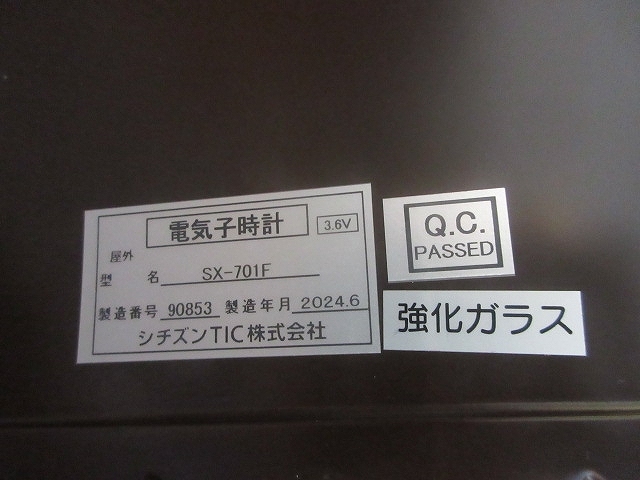 電気子時計 3.6V
屋外
型 名 SX-701F
製造番号 90853 製造年月 2024.6
シチズンTIC株式会社
Q.C.
PASSED
強化ガラス